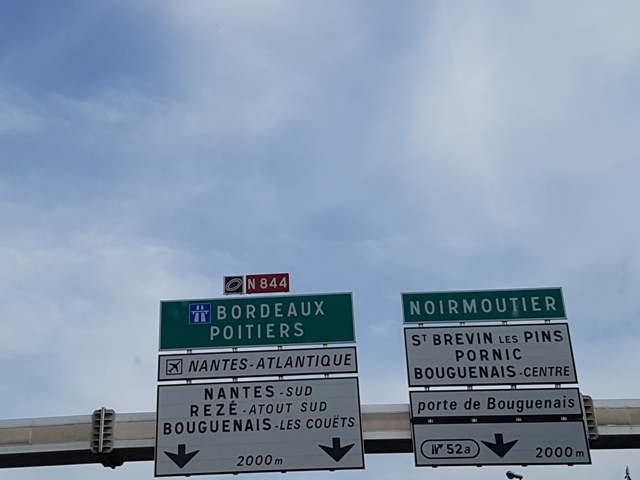 N 844
BORDEAUX
POITIERS
NANTES-ATLANTIQUE
NANTES-SUD
REZÉ-ATOUT SUD
BOUGUENAIS-LES COUËTS
2000m
NOIRMOUTIER
ST BREVIN LES PINS
PORNIC
BOUGUENAIS-CENTRE
porte de Bouguenais
52a 2000m